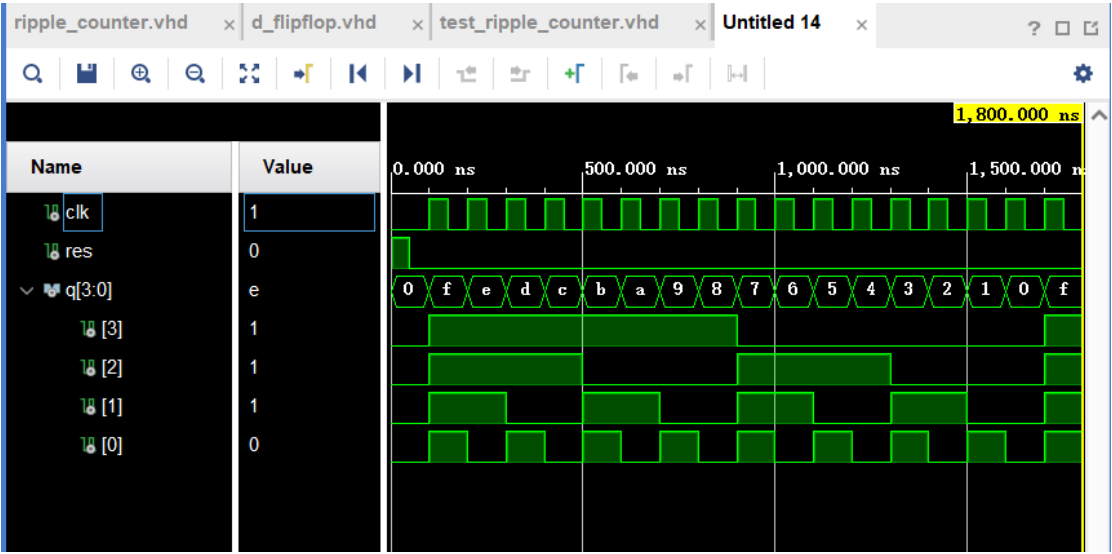 ripple_counter.vhd × d_flipflop.vhd × test_ripple_counter.vhd × Untitled 14 × ?
1,800.000 ns
Name Value 0.000 ns 500.000 ns 1,000.000 ns 1,500.000 n
clk 1
res 0
q[3:0] e 0 f e d c b a 9 8 7 6 5 4 3 2 1 0 f
[3] 1
[2] 1
[1] 1
[0] 0